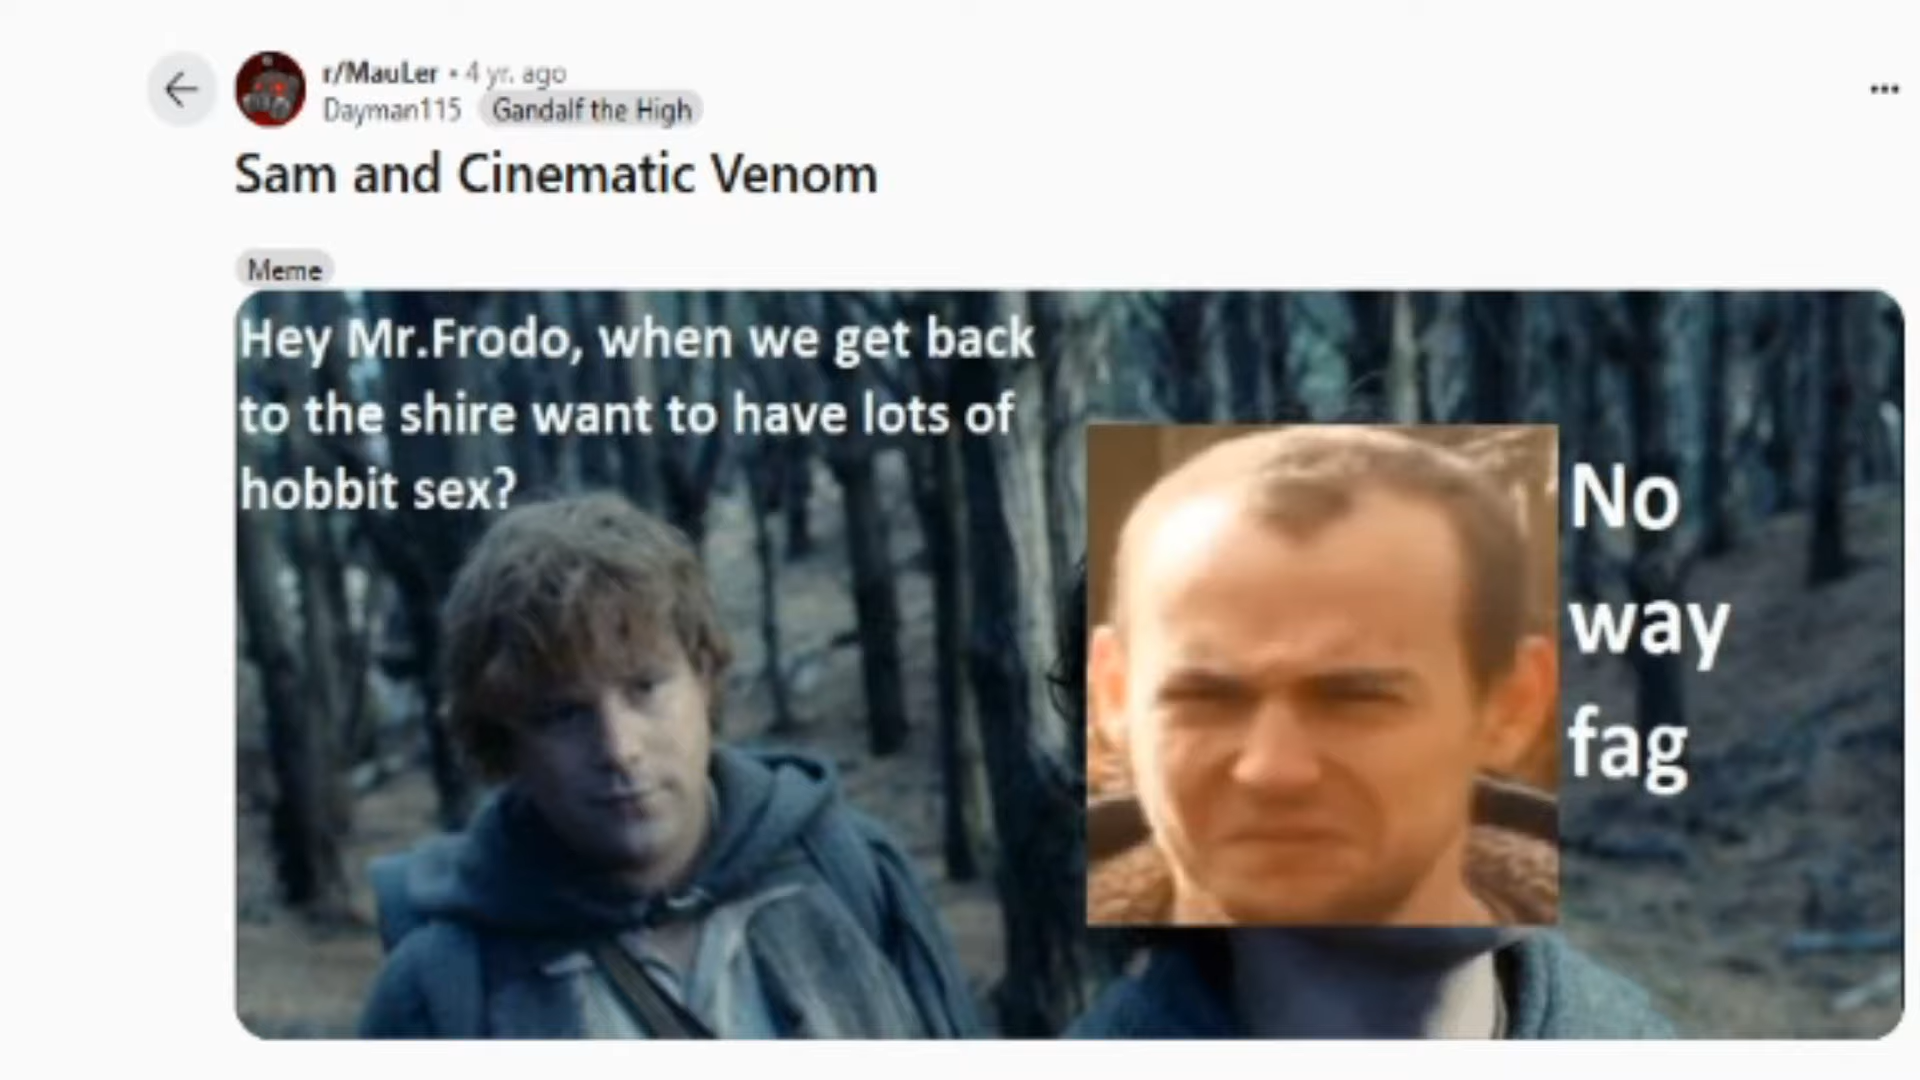 r/MauLer • 4 yr. ago
Dayman115 Gandalf the High
Sam and Cinematic Venom
Meme
Hey Mr.Frodo, when we get back
to the shire want to have lots of
hobbit sex?
No
way
fag